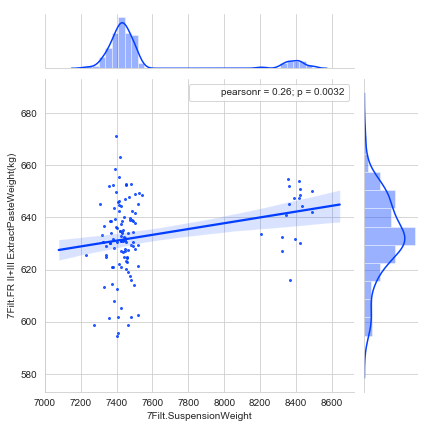 pearsonr = 0.26; p = 0.0032
680
660
640
620
600
580
7Filt.FR II+III ExtractPasteWeight(kg)
7000 7200 7400 7600 7800 8000 8200 8400 8600
7Filt.SuspensionWeight